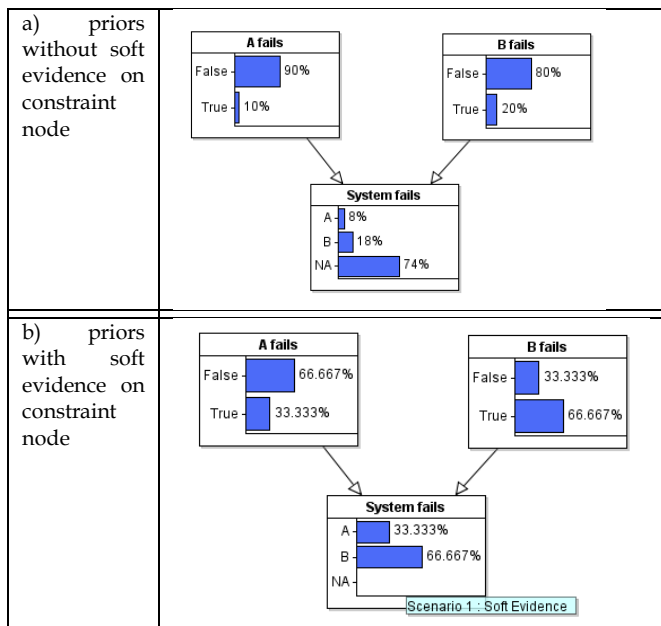 a) priors
without soft
evidence on
constraint
node
A fails
False 90%
True 10%
B fails
False 80%
True 20%
System fails
A 8%
B 18%
NA 74%
b) priors
with soft
evidence on
constraint
node
A fails
False 66.667%
True 33.333%
B fails
False 33.333%
True 66.667%
System fails
A 33.333%
B 66.667%
NA
Scenario 1 : Soft Evidence